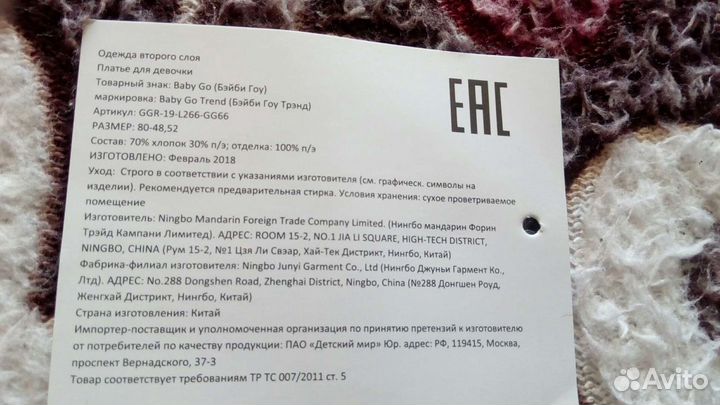 Одежда второго слоя
Платье для девочки
Товарный знак: Baby Go (Бэйби Гоу)
маркировка: Baby Go Trend (Бэйби Гоу Трэнд)
Артикул: GGR-19-L266-GG66
РАЗМЕР: 80-48,52
Состав: 70% хлопок 30% п/э; отделка: 100% п/э
ИЗГОТОВЛЕНО: Февраль 2018
Уход: Строго в соответствии с указаниями изготовителя (см. графическ. символы на
изделии). Рекомендуется предварительная стирка. Условия хранения: сухое проветриваемое
помещение
Изготовитель: Ningbo Mandarin Foreign Trade Company Limited. (Нингбо мандарин Форин
Трэйд Кампани Лимитед). АДРЕС: ROOM 15-2, NO.1 JIA LI SQUARE, HIGH-TECH DISTRICT,
NINGBO, CHINA (Рум 15-2, №1 Цзя Ли Свэар, Хай-Тек Дистрикт, Нингбо, Китай)
Фабрика-филиал изготовителя: Ningbo Junyi Garment Co., Ltd (Нингбо Джуньи Гармент Ко.,
Лтд). АДРЕС: No.288 Dongshen Road, Zhenghai District, Ningbo, China (№288 Донгшен Роуд,
Женгхай Дистрикт, Нингбо, Китай)
Страна изготовления: Китай
Импортер-поставщик и уполномоченная организация по принятию претензий к изготовителю
от потребителей по качеству продукции: ПАО «Детский мир» Юр. адрес: РФ, 119415, Москва,
проспект Вернадского, 37-3
Товар соответствует требованиям ТР ТС 007/2011 ст. 5
EAC
Avito